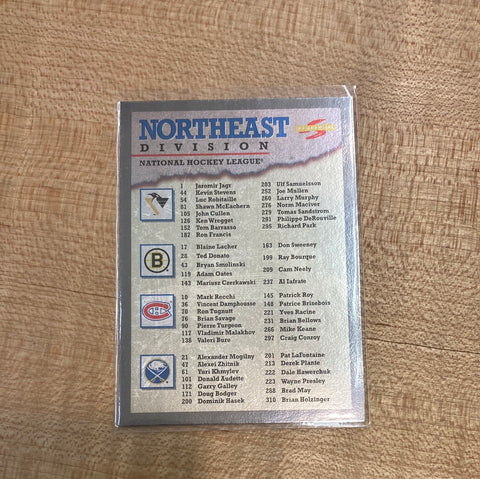 NORTHEAST
DIVISION
NATIONAL HOCKEY LEAGUE®
1 Jaromir Jagr
44 Kevin Stevens
54 Luc Robitaille
81 Shawn McEachern
105 John Cullen
126 Ken Wregget
152 Tom Barrasso
182 Ron Francis
203 Ulf Samuelsson
252 Joe Mullen
260 Larry Murphy
276 Norm Maciver
279 Tomas Sandstrom
291 Philippe DeRouville
295 Richard Park
B
17 Blaine Lacher
28 Ted Donato
43 Bryan Smolinski
119 Adam Oates
143 Mariusz Czerkawski
163 Don Sweeney
199 Ray Bourque
209 Cam Neely
237 Al Iafrate
10 Mark Recchi
36 Vincent Damphousse
70 Ron Tugnutt
76 Brian Savage
90 Pierre Turgeon
117 Vladimir Malakhov
138 Valeri Bure
145 Patrick Roy
148 Patrice Brisebois
221 Yves Racine
231 Brian Bellows
266 Mike Keane
297 Craig Conroy
21 Alexander Mogilny
47 Alexei Zhitnik
61 Yuri Khmylev
101 Donald Audette
112 Garry Galley
171 Doug Bodger
200 Dominik Hasek
201 Pat LaFontaine
213 Derek Plante
222 Dale Hawerchuk
223 Wayne Presley
288 Brad May
310 Brian Holzinger